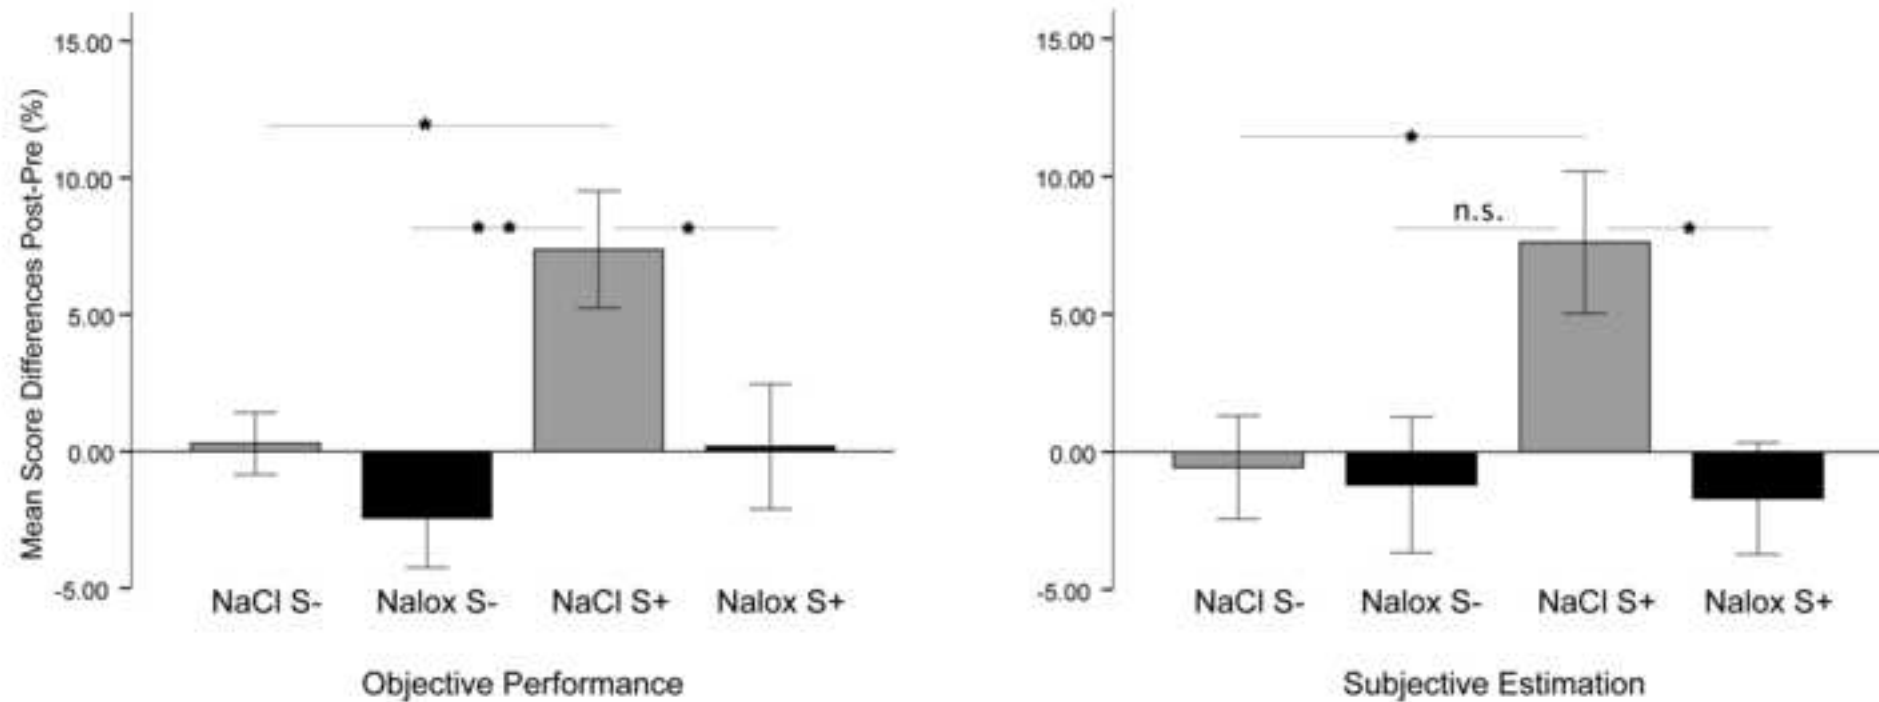 Mean Score Differences Post-Pre (%)
15.00
10.00
5.00
0.00
-5.00
*
* *
*
NaCl S- Nalox S- NaCl S+ Nalox S+
Objective Performance
15.00
10.00
5.00
0.00
-5.00
*
n.s.
*
NaCl S- Nalox S- NaCl S+ Nalox S+
Subjective Estimation